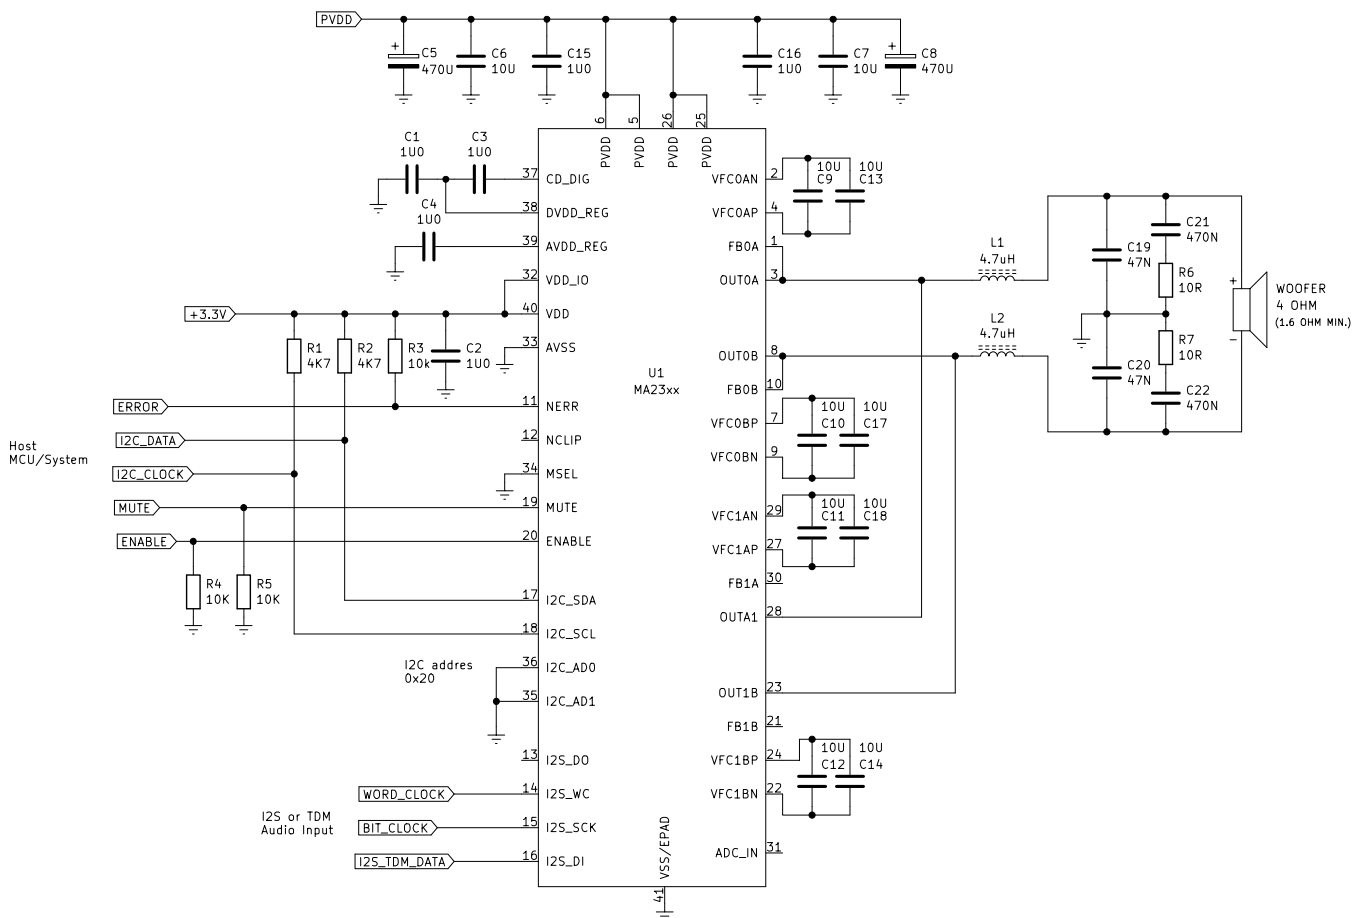 PVDD
+ C5
470U
C6
10U
C15
1U0
C16
1U0
C7
10U
+ C8
470U
6
5
26
25
PVDD
PVDD
PVDD
PVDD
C1
1U0
C3
1U0
C4
1U0
37 CD_DIG
38 DVDD_REG
39 AVDD_REG
32 VDD_IO
+3.3V
40 VDD
33 AVSS
R1
4K7
R2
4K7
R3
10k
C2
1U0
ERROR
11 NERR
I2C_DATA
12 NCLIP
Host
MCU/System
I2C_CLOCK
34 MSEL
MUTE
19 MUTE
ENABLE
20 ENABLE
R4
10K
R5
10K
17 I2C_SDA
18 I2C_SCL
I2C addres
0x20
36 I2C_AD0
35 I2C_AD1
13 I2S_DO
WORD_CLOCK
14 I2S_WC
I2S or TDM
Audio Input
BIT_CLOCK
15 I2S_SCK
I2S_TDM_DATA
16 I2S_DI
U1
MA23xx
VSS/EPAD
41
VFC0AN 2
VFC0AP 4
FB0A 1
OUT0A 3
10U
C9
10U
C13
OUT0B 8
FB0B 10
VFC0BP 7
VFC0BN 9
10U
C10
10U
C17
VFC1AN 29
VFC1AP 27
10U
C11
10U
C18
FB1A 30
OUTA1 28
OUT1B 23
FB1B 21
VFC1BP 24
VFC1BN 22
10U
C12
10U
C14
ADC_IN 31
L1
4.7uH
L2
4.7uH
C19
47N
C21
470N
R6
10R
R7
10R
C20
47N
C22
470N
+
–
WOOFER
4 OHM
(1.6 OHM MIN.)